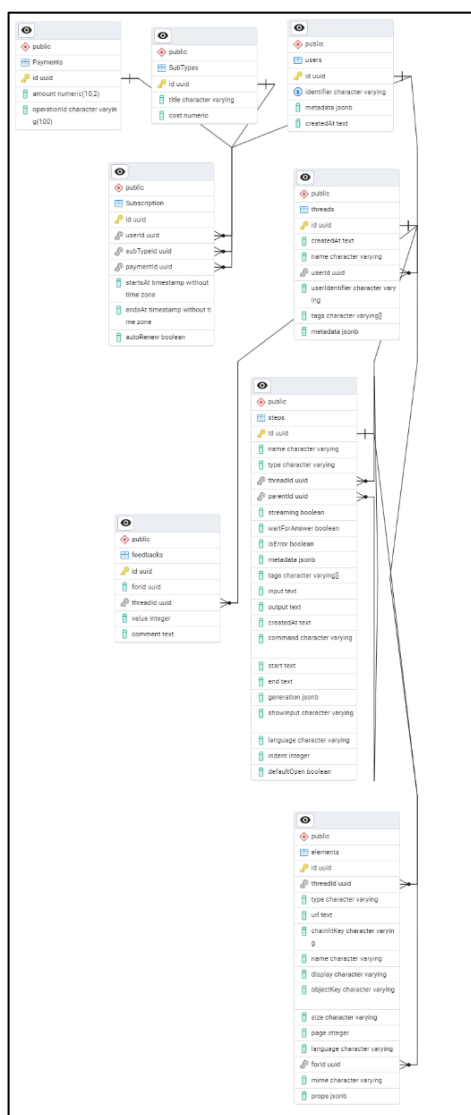 public
Payments
id uuid
amount numeric(10,2)
operationId character varyin
g(100)
public
SubTypes
id uuid
title character varying
cost numeric
public
users
id uuid
identifier character varying
metadata jsonb
createdAt text
public
Subscription
id uuid
userId uuid
subTypeId uuid
paymentId uuid
startsAt timestamp without
time zone
endsAt timestamp without ti
me zone
autoRenew boolean
public
threads
id uuid
createdAt text
name character varying
userId uuid
userIdentifier character vary
ing
tags character varying[]
metadata jsonb
public
steps
id uuid
name character varying
type character varying
threadId uuid
parentId uuid
streaming boolean
waitForAnswer boolean
isError boolean
metadata jsonb
tags character varying[]
input text
output text
createdAt text
command character varying
start text
end text
generation jsonb
showInput character varying
language character varying
indent integer
defaultOpen boolean
public
feedbacks
id uuid
forId uuid
threadId uuid
value integer
comment text
public
elements
id uuid
threadId uuid
type character varying
url text
chainlitKey character varyin
g
name character varying
display character varying
objectKey character varying
size character varying
page integer
language character varying
forId uuid
mime character varying
props jsonb